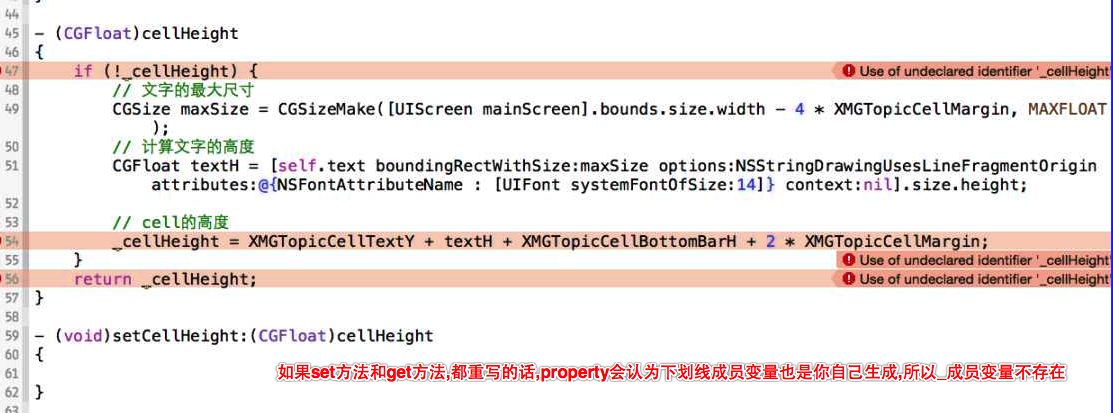 44
45 - (CGFloat)cellHeight
46 {
47 if (!_cellHeight) { Use of undeclared identifier '_cellHeight'
48 // 文字的最大尺寸
49 CGSize maxSize = CGSizeMake([UIScreen mainScreen].bounds.size.width - 4 * XMGTopicCellMargin, MAXFLOAT
);
50 // 计算文字的高度
51 CGFloat textH = [self.text boundingRectWithSize:maxSize options:NSStringDrawingUsesLineFragmentOrigin
attributes:@{NSFontAttributeName : [UIFont systemFontOfSize:14]} context:nil].size.height;
52
53 // cell的高度
54 _cellHeight = XMGTopicCellTextY + textH + XMGTopicCellBottomBarH + 2 * XMGTopicCellMargin;
55 } Use of undeclared identifier '_cellHeight'
56 return _cellHeight; Use of undeclared identifier '_cellHeight'
57 }
58
59 - (void)setCellHeight:(CGFloat)cellHeight
60 {
61 如果set方法和get方法,都重写的话,property会认为下划线成员变量也是你自己生成,所以_成员变量不存在
62 }
63